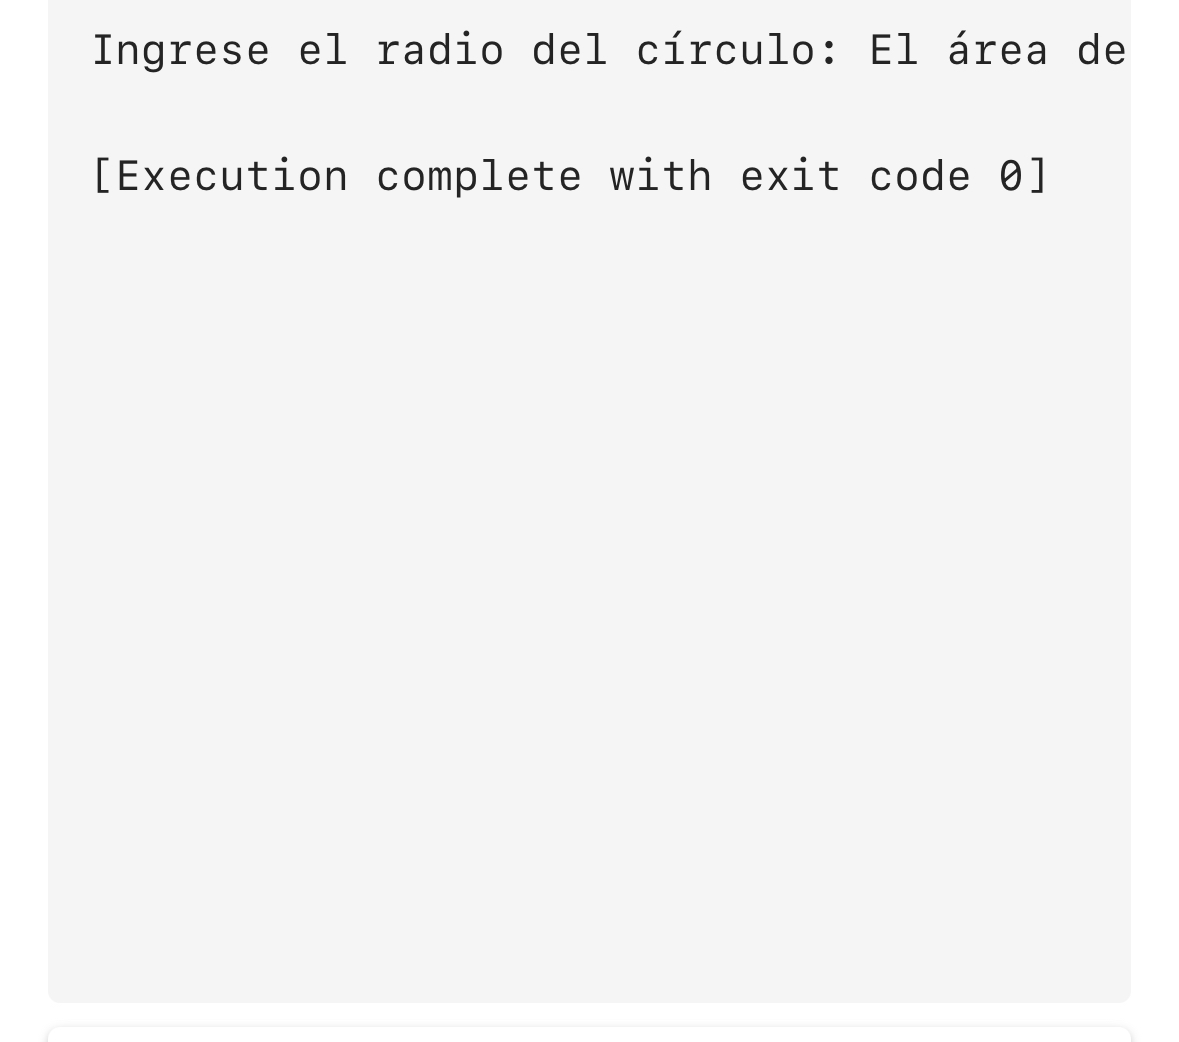 Ingrese el radio del círculo: El área de
[Execution complete with exit code 0]